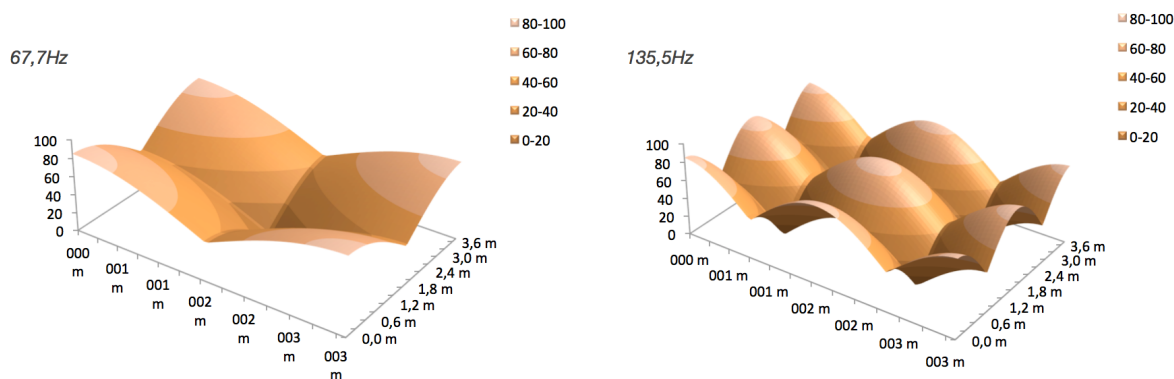 67,7Hz
80-100
60-80
40-60
20-40
0-20
100
80
60
40
20
0
000
m
001
m
001
m
002
m
002
m
003
m
003
m
0,0 m
0,6 m
1,2 m
1,8 m
2,4 m
3,0 m
3,6 m
135,5Hz
80-100
60-80
40-60
20-40
0-20
100
80
60
40
20
0
000 m
001 m
001 m
002 m
002 m
003 m
003 m
0,0 m
0,6 m
1,2 m
1,8 m
2,4 m
3,0 m
3,6 m